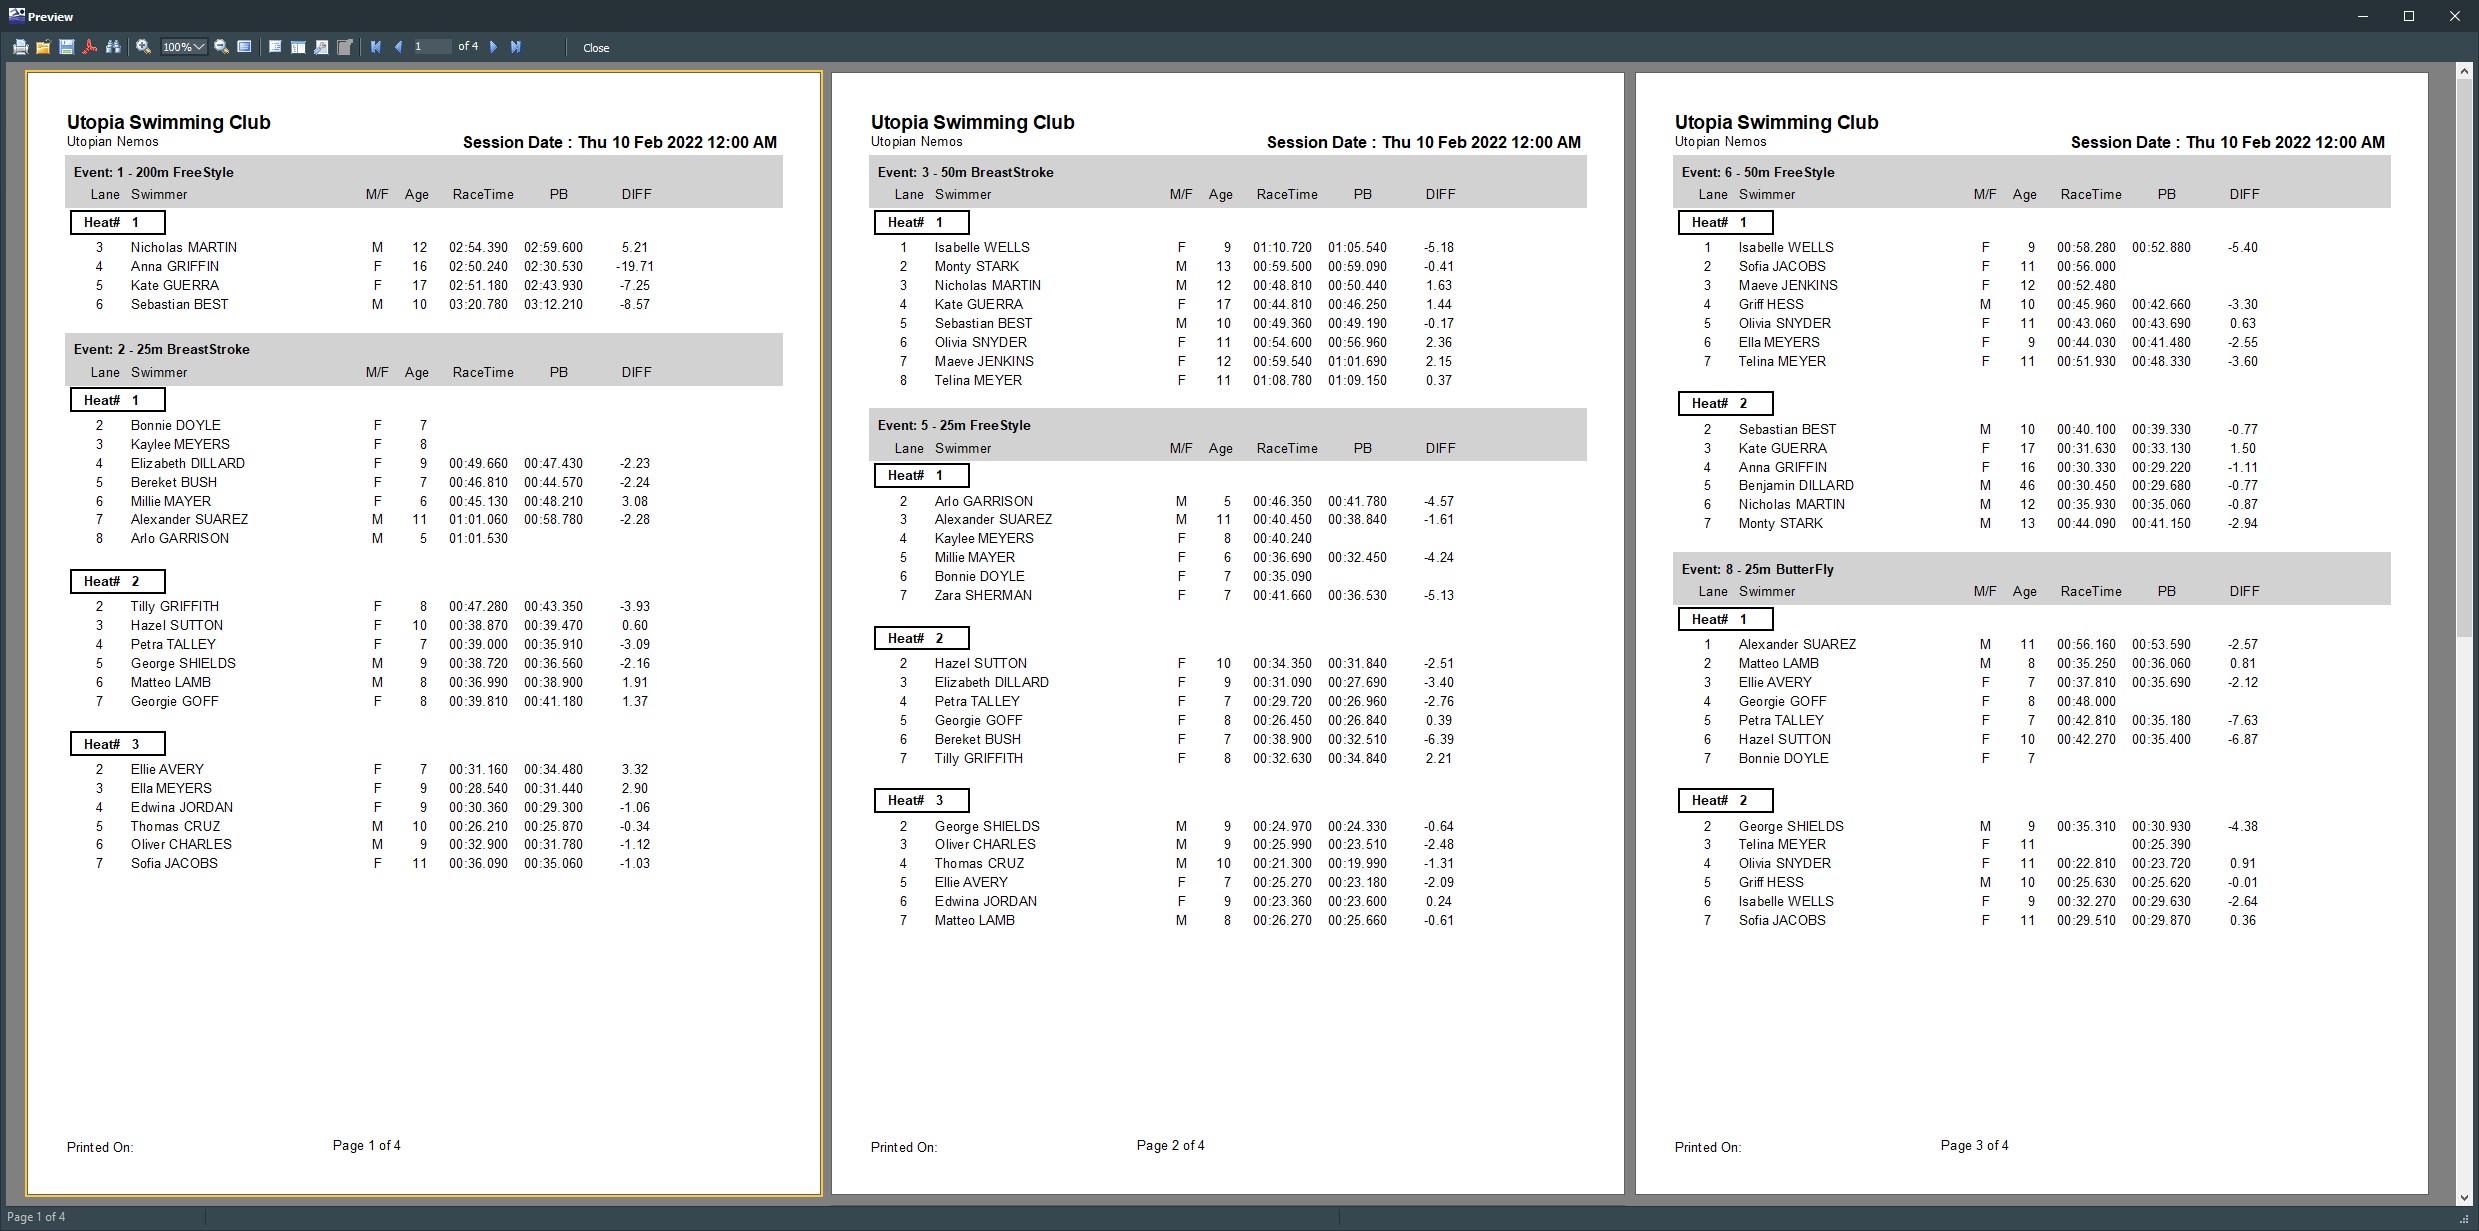 Preview
100% 1 of 4 Close
Utopia Swimming Club
Utopian Nemos
Session Date : Thu 10 Feb 2022 12:00 AM
Event: 1 - 200m FreeStyle
Lane Swimmer M/F Age RaceTime PB DIFF
Heat# 1
3 Nicholas MARTIN M 12 02:54.390 02:59.600 5.21
4 Anna GRIFFIN F 16 02:50.240 02:30.530 -19.71
5 Kate GUERRA F 17 02:51.180 02:43.930 -7.25
6 Sebastian BEST M 10 03:20.780 03:12.210 -8.57
Event: 2 - 25m BreastStroke
Lane Swimmer M/F Age RaceTime PB DIFF
Heat# 1
2 Bonnie DOYLE F 7
3 Kaylee MEYERS F 8
4 Elizabeth DILLARD F 9 00:49.660 00:47.430 -2.23
5 Bereket BUSH F 7 00:46.810 00:44.570 -2.24
6 Millie MAYER F 6 00:45.130 00:48.210 3.08
7 Alexander SUAREZ M 11 01:01.060 00:58.780 -2.28
8 Arlo GARRISON M 5 01:01.530
Heat# 2
2 Tilly GRIFFITH F 8 00:47.280 00:43.350 -3.93
3 Hazel SUTTON F 10 00:38.870 00:39.470 0.60
4 Petra TALLEY F 7 00:39.000 00:35.910 -3.09
5 George SHIELDS M 9 00:38.720 00:36.560 -2.16
6 Matteo LAMB M 8 00:36.990 00:38.900 1.91
7 Georgie GOFF F 8 00:39.810 00:41.180 1.37
Heat# 3
2 Ellie AVERY F 7 00:31.160 00:34.480 3.32
3 Ella MEYERS F 9 00:28.540 00:31.440 2.90
4 Edwina JORDAN F 9 00:30.360 00:29.300 -1.06
5 Thomas CRUZ M 10 00:26.210 00:25.870 -0.34
6 Oliver CHARLES M 9 00:32.900 00:31.780 -1.12
7 Sofia JACOBS F 11 00:36.090 00:35.060 -1.03
Printed On: Page 1 of 4
Utopia Swimming Club
Utopian Nemos
Session Date : Thu 10 Feb 2022 12:00 AM
Event: 3 - 50m BreastStroke
Lane Swimmer M/F Age RaceTime PB DIFF
Heat# 1
1 Isabelle WELLS F 9 01:10.720 01:05.540 -5.18
2 Monty STARK M 13 00:59.500 00:59.090 -0.41
3 Nicholas MARTIN M 12 00:48.810 00:50.440 1.63
4 Kate GUERRA F 17 00:44.810 00:46.250 1.44
5 Sebastian BEST M 10 00:49.360 00:49.190 -0.17
6 Olivia SNYDER F 11 00:54.600 00:56.960 2.36
7 Maeve JENKINS F 12 00:59.540 01:01.690 2.15
8 Telina MEYER F 11 01:08.780 01:09.150 0.37
Event: 5 - 25m FreeStyle
Lane Swimmer M/F Age RaceTime PB DIFF
Heat# 1
2 Arlo GARRISON M 5 00:46.350 00:41.780 -4.57
3 Alexander SUAREZ M 11 00:40.450 00:38.840 -1.61
4 Kaylee MEYERS F 8 00:40.240
5 Millie MAYER F 6 00:36.690 00:32.450 -4.24
6 Bonnie DOYLE F 7 00:35.090
7 Zara SHERMAN F 7 00:41.660 00:36.530 -5.13
Heat# 2
2 Hazel SUTTON F 10 00:34.350 00:31.840 -2.51
3 Elizabeth DILLARD F 9 00:31.090 00:27.690 -3.40
4 Petra TALLEY F 7 00:29.720 00:26.960 -2.76
5 Georgie GOFF F 8 00:26.450 00:26.840 0.39
6 Bereket BUSH F 7 00:38.900 00:32.510 -6.39
7 Tilly GRIFFITH F 8 00:32.630 00:34.840 2.21
Heat# 3
2 George SHIELDS M 9 00:24.970 00:24.330 -0.64
3 Oliver CHARLES M 9 00:25.990 00:23.510 -2.48
4 Thomas CRUZ M 10 00:21.300 00:19.990 -1.31
5 Ellie AVERY F 7 00:25.270 00:23.180 -2.09
6 Edwina JORDAN F 9 00:23.360 00:23.600 0.24
7 Matteo LAMB M 8 00:26.270 00:25.660 -0.61
Printed On: Page 2 of 4
Utopia Swimming Club
Utopian Nemos
Session Date : Thu 10 Feb 2022 12:00 AM
Event: 6 - 50m FreeStyle
Lane Swimmer M/F Age RaceTime PB DIFF
Heat# 1
1 Isabelle WELLS F 9 00:58.280 00:52.880 -5.40
2 Sofia JACOBS F 11 00:56.000
3 Maeve JENKINS F 12 00:52.480
4 Griff HESS M 10 00:45.960 00:42.660 -3.30
5 Olivia SNYDER F 11 00:43.060 00:43.690 0.63
6 Ella MEYERS F 9 00:44.030 00:41.480 -2.55
7 Telina MEYER F 11 00:51.930 00:48.330 -3.60
Heat# 2
2 Sebastian BEST M 10 00:40.100 00:39.330 -0.77
3 Kate GUERRA F 17 00:31.630 00:33.130 1.50
4 Anna GRIFFIN F 16 00:30.330 00:29.220 -1.11
5 Benjamin DILLARD M 46 00:30.450 00:29.680 -0.77
6 Nicholas MARTIN M 12 00:35.930 00:35.060 -0.87
7 Monty STARK M 13 00:44.090 00:41.150 -2.94
Event: 8 - 25m ButterFly
Lane Swimmer M/F Age RaceTime PB DIFF
Heat# 1
1 Alexander SUAREZ M 11 00:56.160 00:53.590 -2.57
2 Matteo LAMB M 8 00:35.250 00:36.060 0.81
3 Ellie AVERY F 7 00:37.810 00:35.690 -2.12
4 Georgie GOFF F 8 00:48.000
5 Petra TALLEY F 7 00:42.810 00:35.180 -7.63
6 Hazel SUTTON F 10 00:42.270 00:35.400 -6.87
7 Bonnie DOYLE F 7
Heat# 2
2 George SHIELDS M 9 00:35.310 00:30.930 -4.38
3 Telina MEYER F 11 00:25.390
4 Olivia SNYDER F 11 00:22.810 00:23.720 0.91
5 Griff HESS M 10 00:25.630 00:25.620 -0.01
6 Isabelle WELLS F 9 00:32.270 00:29.630 -2.64
7 Sofia JACOBS F 11 00:29.510 00:29.870 0.36
Printed On: Page 3 of 4
Page 1 of 4